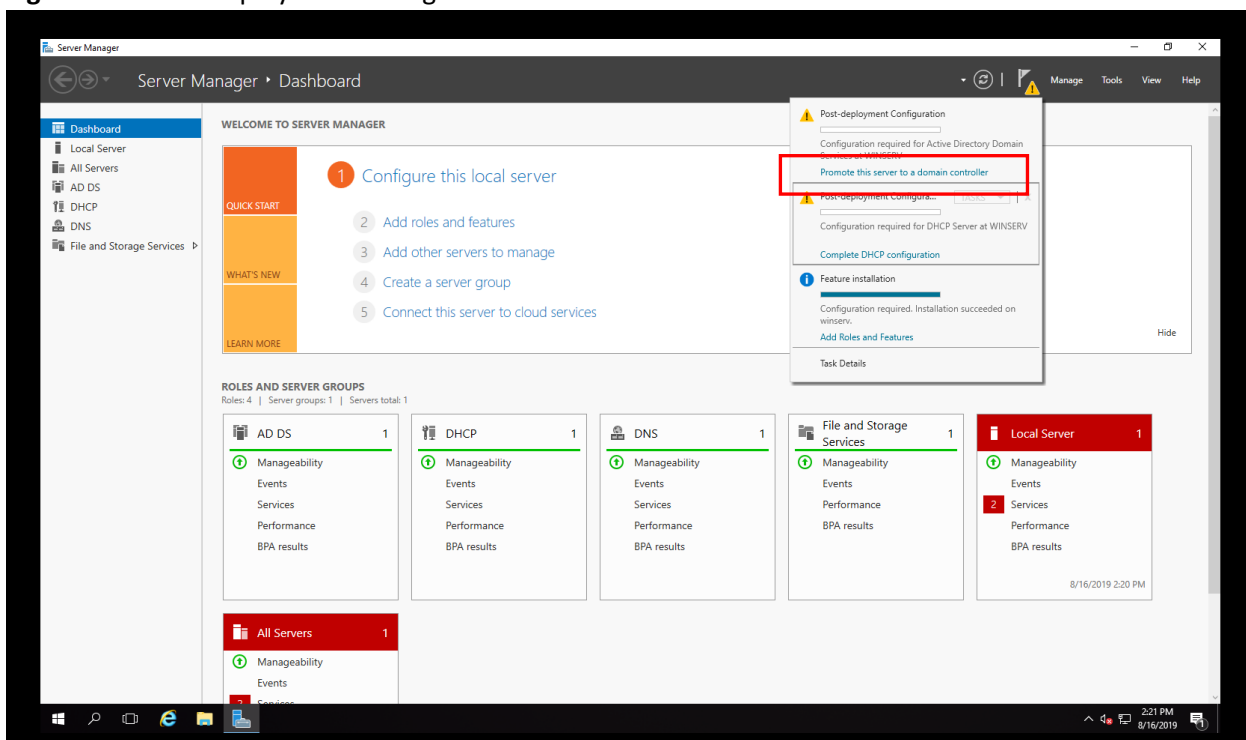 Server Manager
Server Manager • Dashboard
Manage Tools View Help
Dashboard
Local Server
All Servers
AD DS
DHCP
DNS
File and Storage Services
WELCOME TO SERVER MANAGER
QUICK START
WHAT'S NEW
LEARN MORE
1 Configure this local server
2 Add roles and features
3 Add other servers to manage
4 Create a server group
5 Connect this server to cloud services
Hide
Post-deployment Configuration
Configuration required for Active Directory Domain
Services at WINSERV
Promote this server to a domain controller
Post-deployment Configura... TASKS X
Configuration required for DHCP Server at WINSERV
Complete DHCP configuration
Feature installation
Configuration required. Installation succeeded on
winserv.
Add Roles and Features
Task Details
ROLES AND SERVER GROUPS
Roles: 4 | Server groups: 1 | Servers total: 1
AD DS 1
Manageability
Events
Services
Performance
BPA results
DHCP 1
Manageability
Events
Services
Performance
BPA results
DNS 1
Manageability
Events
Services
Performance
BPA results
File and Storage
Services 1
Manageability
Events
Performance
BPA results
Local Server 1
Manageability
Events
2 Services
Performance
BPA results
8/16/2019 2:20 PM
All Servers 1
Manageability
Events
2 Services
2:21 PM
8/16/2019